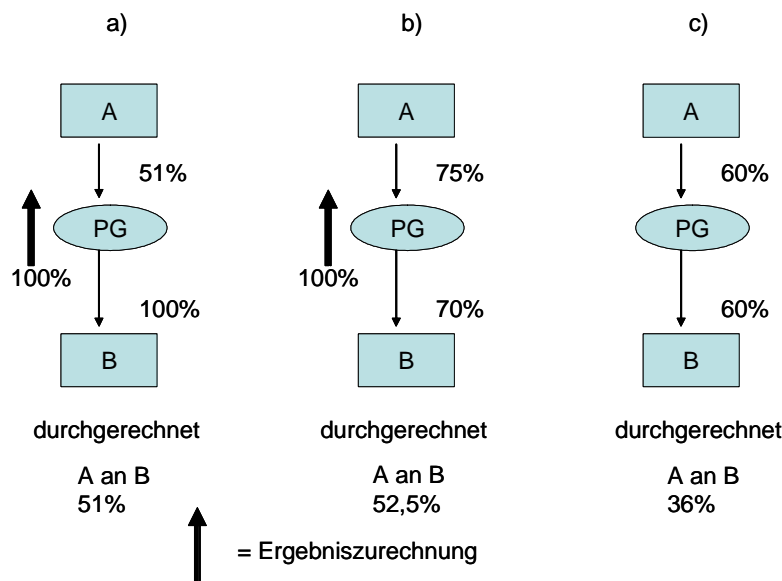 a) b) c)
A A A
51% 75% 60%
PG PG PG
100% 100%
100% 70% 60%
B B B
durchgerechnet durchgerechnet durchgerechnet
A an B A an B A an B
51% 52,5% 36%
= Ergebniszurechnung